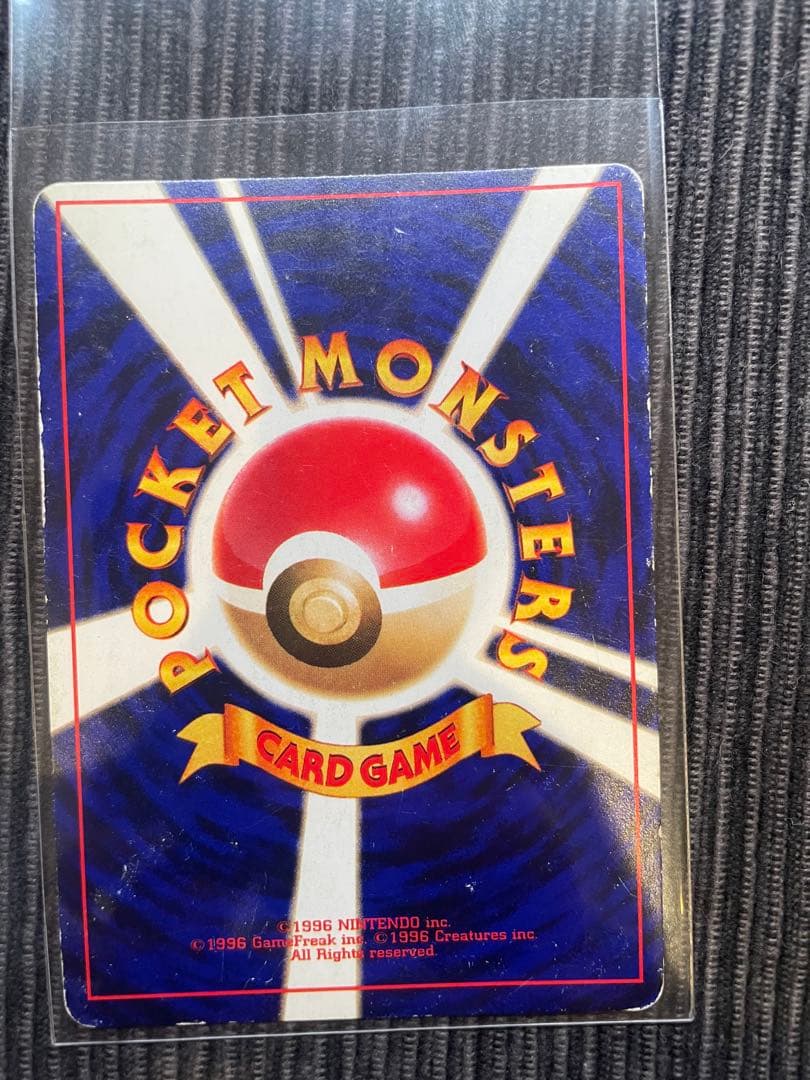 POCKET MONSTERS
CARD GAME
©1996 NINTENDO inc.
©1996 GameFreak inc. ©1996 Creatures inc.
All Rights reserved.